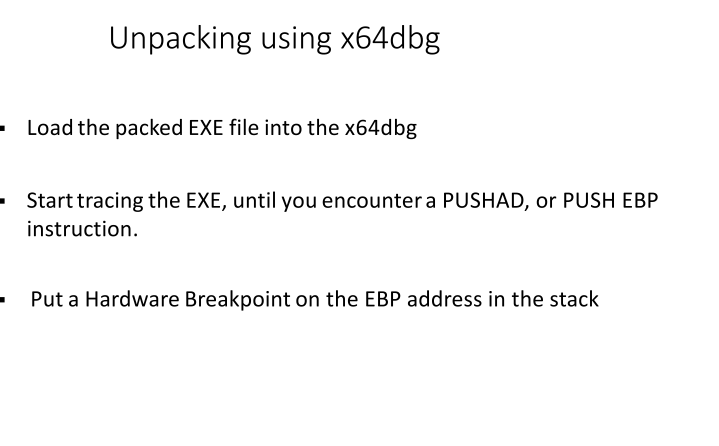 Unpacking using x64dbg
▪ Load the packed EXE file into the x64dbg
▪ Start tracing the EXE, until you encounter a PUSHAD, or PUSH EBP
instruction.
▪ Put a Hardware Breakpoint on the EBP address in the stack